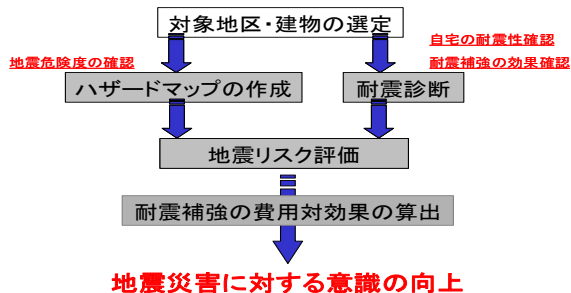 対象地区・建物の選定
自宅の耐震性確認
地震危険度の確認
耐震補強の効果確認
ハザードマップの作成
耐震診断
地震リスク評価
耐震補強の費用対効果の算出
地震災害に対する意識の向上